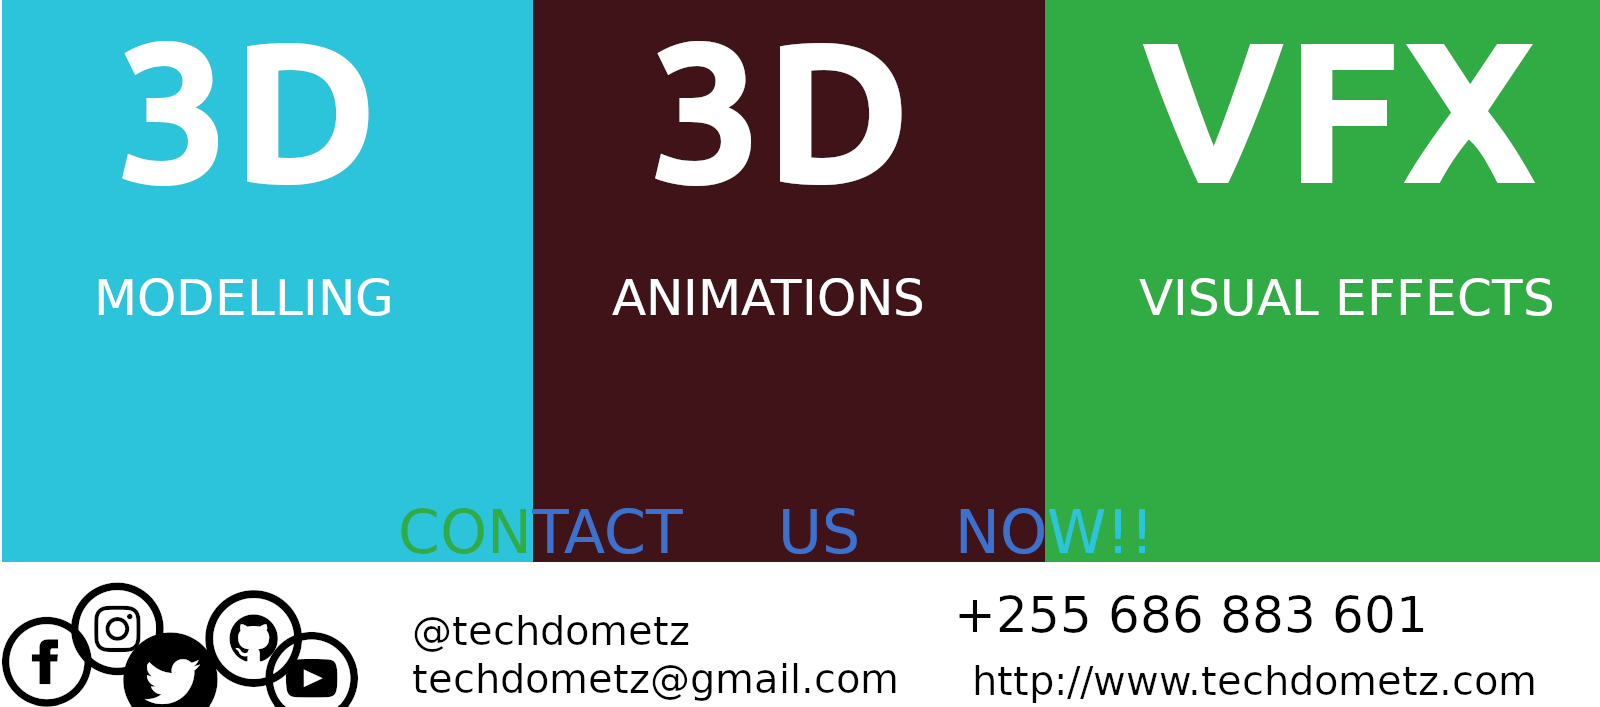 3D
MODELLING
3D
ANIMATIONS
VFX
VISUAL EFFECTS
CONTACT US NOW!!
@techdometz
techdometz@gmail.com
+255 686 883 601
http://www.techdometz.com